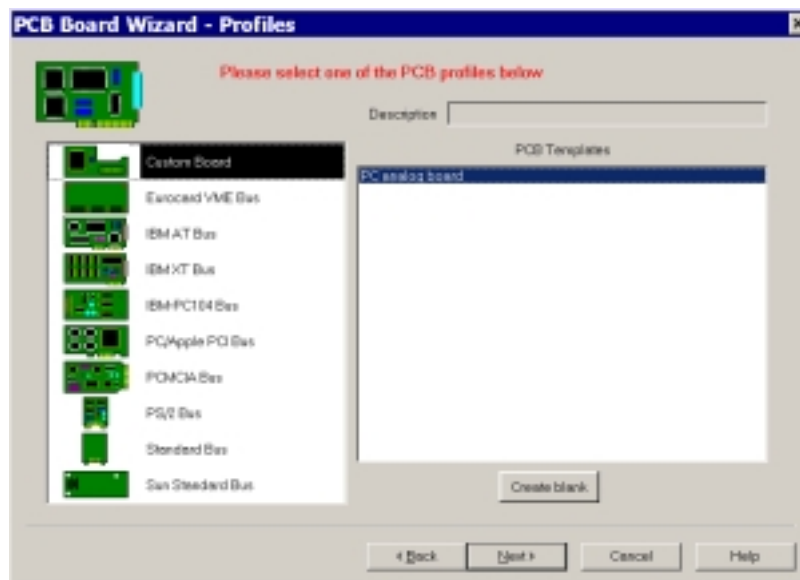 PCB Board Wizard - Profiles
Please select one of the PCB profiles below
Description
PCB Templates
Custom Board
PC analog board
Eurocard VME Bus
IBM AT Bus
IBM XT Bus
IBM-PC104 Bus
PC/Apple PCI Bus
PCMCIA Bus
PS/2 Bus
Standard Bus
Sun Standard Bus
Create blank
< Back Next > Cancel Help